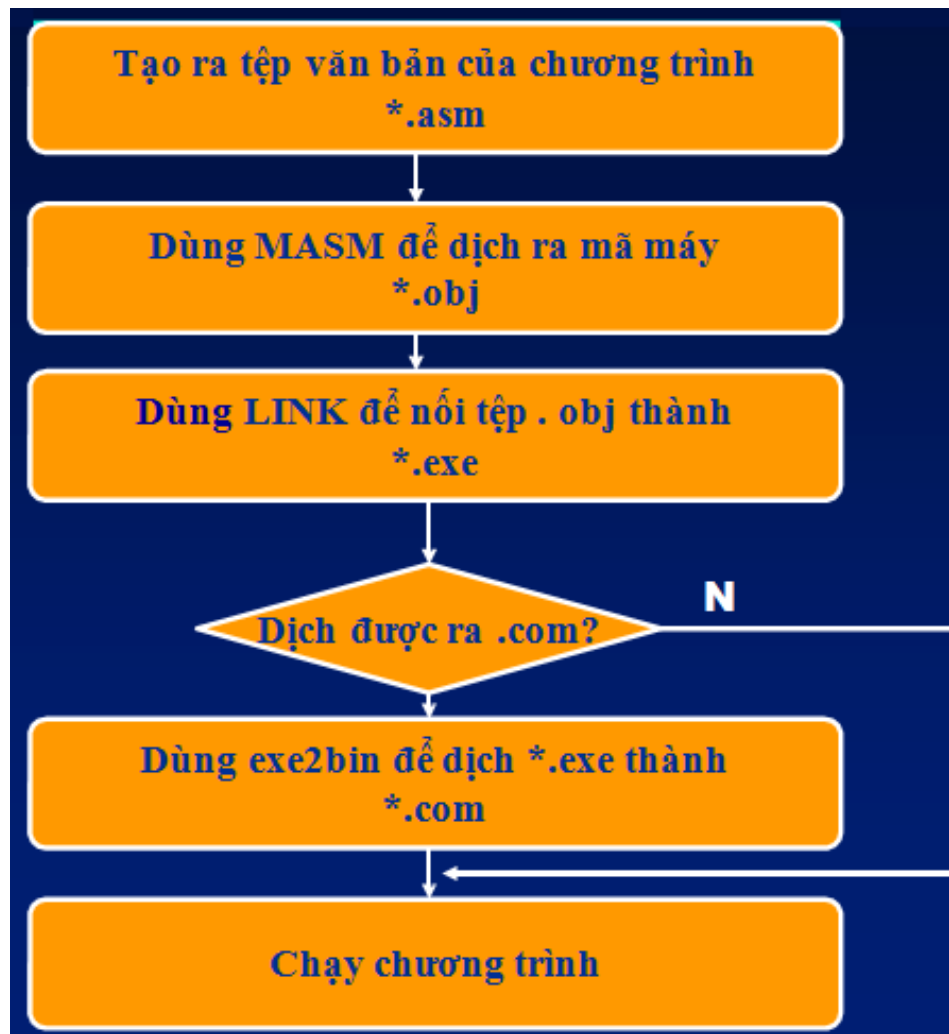 Tạo ra tệp văn bản của chương trình
*.asm
Dùng MASM để dịch ra mã máy
*.obj
Dùng LINK để nối tệp . obj thành
*.exe
Dịch được ra .com?
N
Dùng exe2bin để dịch *.exe thành
*.com
Chạy chương trình